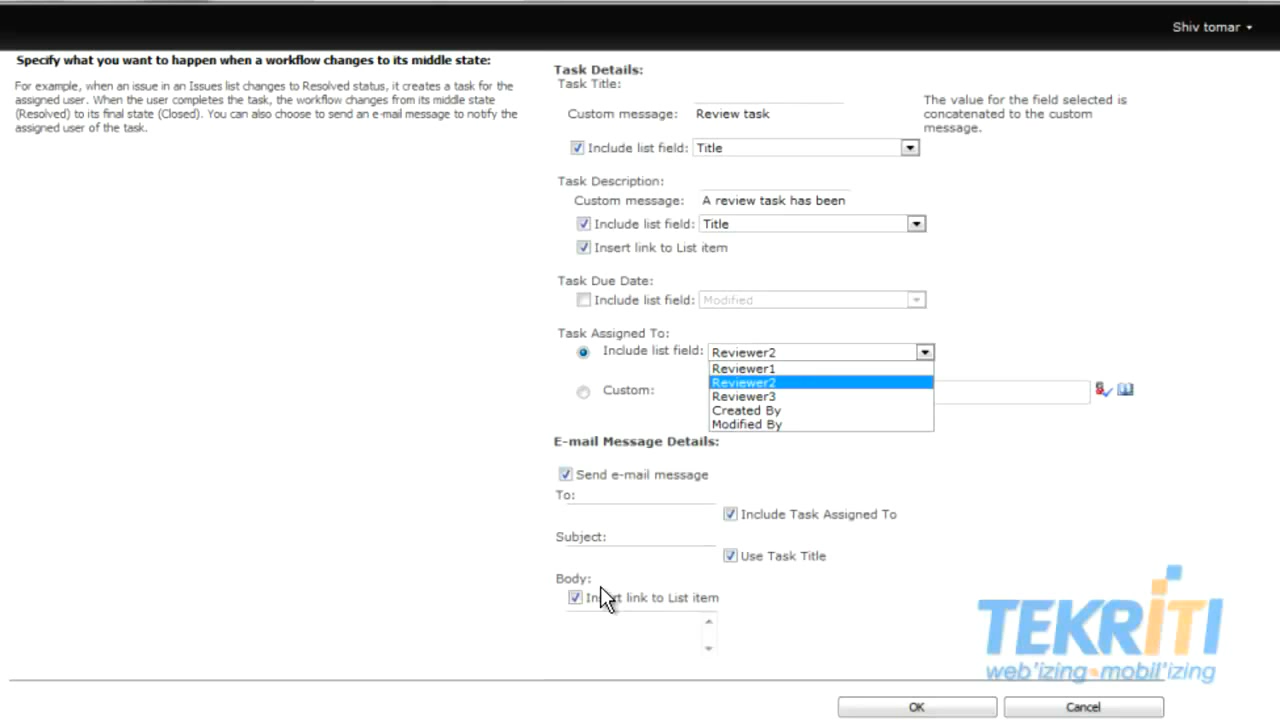 Shiv tomar
Specify what you want to happen when a workflow changes to its middle state:
For example, when an issue in an Issues list changes to Resolved status, it creates a task for the
assigned user. When the user completes the task, the workflow changes from its middle state
(Resolved) to its final state (Closed). You can also choose to send an e-mail message to notify the
assigned user of the task.
Task Details:
Task Title:
Custom message: Review task
The value for the field selected is
concatenated to the custom
message.
Include list field: Title
Task Description:
Custom message: A review task has been
Include list field: Title
Insert link to List item
Task Due Date:
Include list field: Modified
Task Assigned To:
Include list field: Reviewer2
Reviewer1
Reviewer2
Reviewer3
Created By
Modified By
Custom:
E-mail Message Details:
Send e-mail message
To:
Include Task Assigned To
Subject:
Use Task Title
Body:
Insert link to List item
TEKRITI
web'izing•mobil'izing
OK Cancel